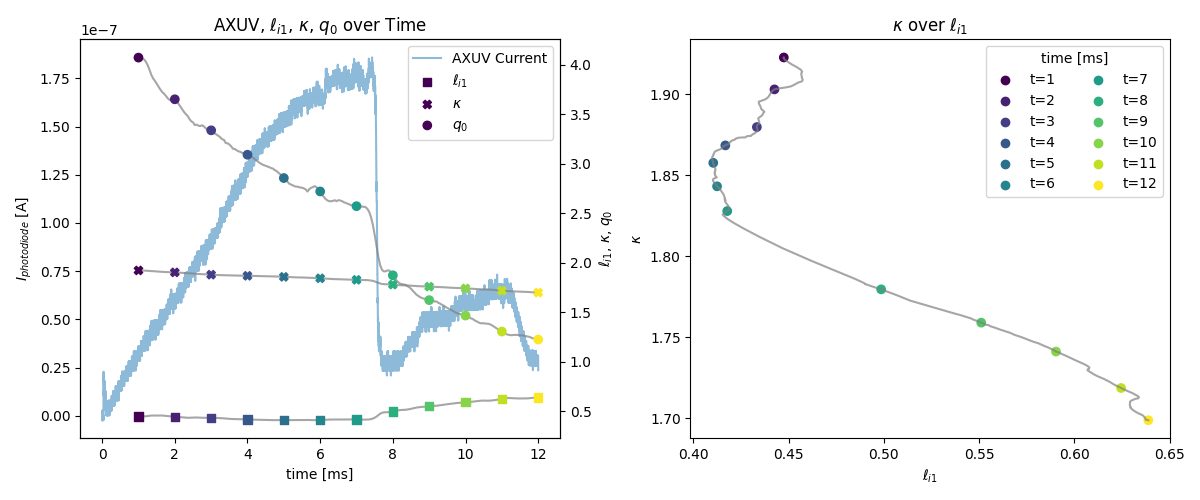 AXUV, ℓi1, κ, q0 over Time
1e−7
1.75
1.50
1.25
1.00
0.75
0.50
0.25
0.00
Iphotodiode [A]
AXUV Current
ℓi1
κ
q0
4.0
3.5
3.0
2.5
2.0
1.5
1.0
0.5
ℓi1, κ, q0
0 2 4 6 8 10 12
time [ms]
κ over ℓi1
1.90
1.85
1.80
1.75
1.70
κ
time [ms]
t=1 t=7
t=2 t=8
t=3 t=9
t=4 t=10
t=5 t=11
t=6 t=12
0.40 0.45 0.50 0.55 0.60 0.65
ℓi1